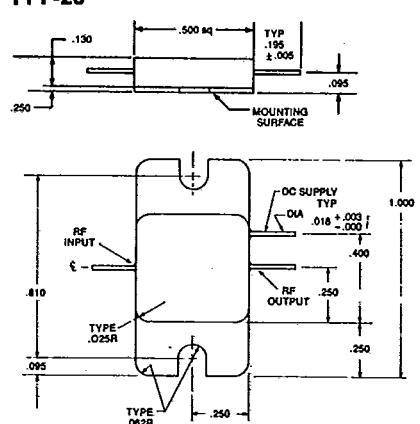 .130
.500 sq
TYP
.195
±.005
.250
.095
MOUNTING
SURFACE
DC SUPPLY
TYP
DIA
.018 +.003
-.000
1.000
RF
INPUT
.400
.810
.250
RF
OUTPUT
TYPE
.025R
.250
.095
TYPE
.062R
.250